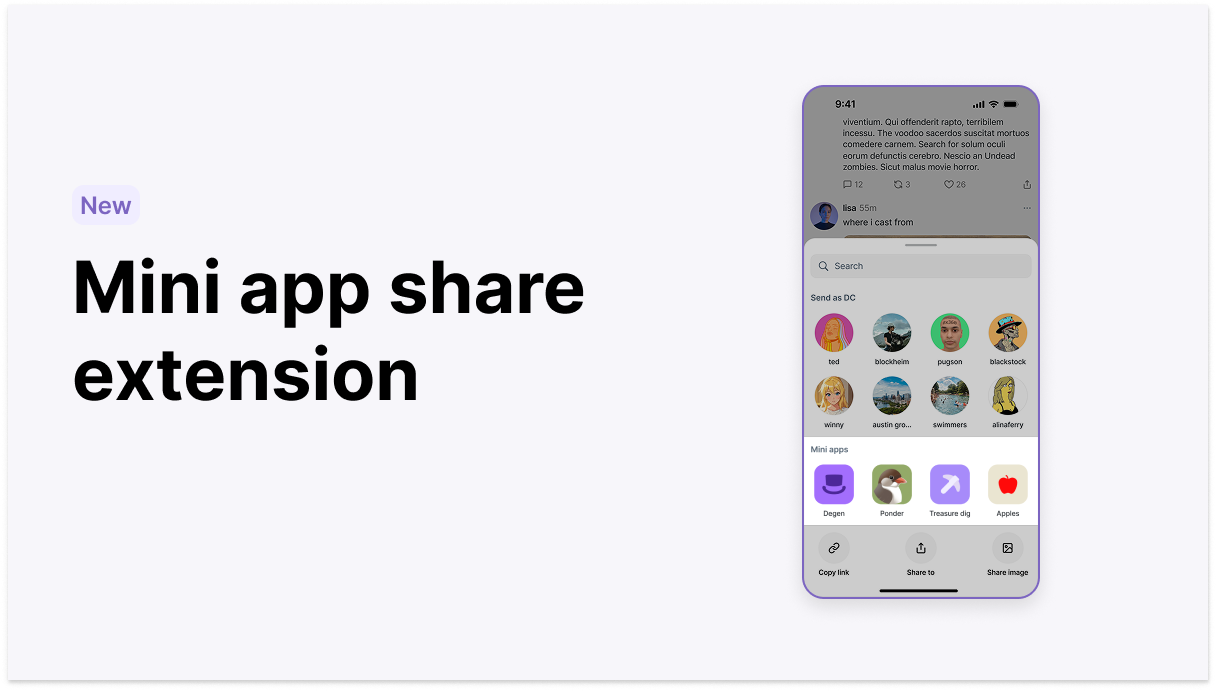 New
Mini app share
extension
9:41
viventium. Qui offenderit rapto, terribilem
incessu. The voodoo sacerdos suscitat mortuos
comedere carnem. Search for solum oculi
eorum defunctis cerebro. Nescio an Undead
zombies. Sicut malus movie horror.
12 3 26
lisa 55m
where i cast from
Search
Send as DC
ted blockheim pugson blackstock
winny austin gro... swimmers alinaferry
Mini apps
Degen Ponder Treasure dig Apples
Copy link Share to Share image